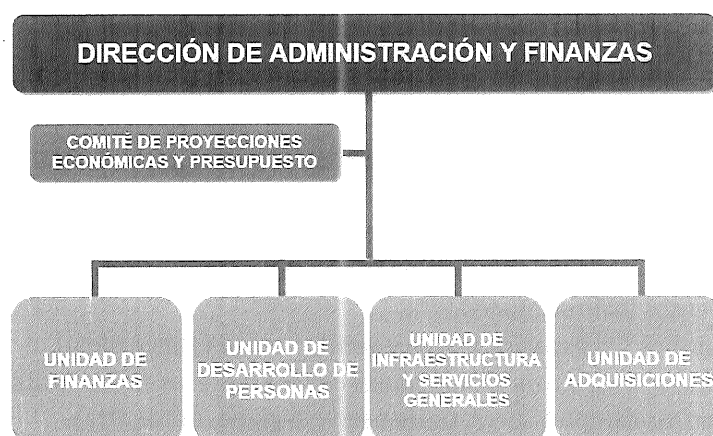 DIRECCIÓN DE ADMINISTRACIÓN Y FINANZAS
COMITÉ DE PROYECCIONES
ECONÓMICAS Y PRESUPUESTO
UNIDAD DE
FINANZAS
UNIDAD DE
DESARROLLO DE
PERSONAS
UNIDAD DE
INFRAESTRUCTURA
Y SERVICIOS
GENERALES
UNIDAD DE
ADQUISICIONES